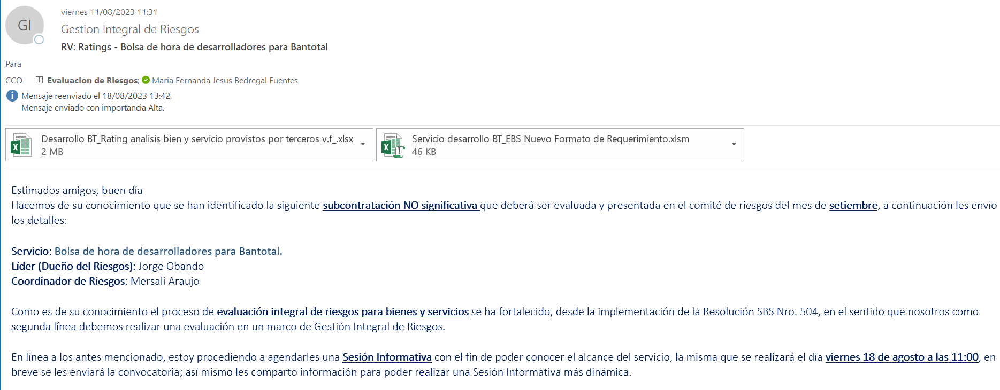 GI
viernes 11/08/2023 11:31
Gestion Integral de Riesgos
RV: Ratings - Bolsa de hora de desarrolladores para Bantotal
Para
CCO Evaluacion de Riesgos; Maria Fernanda Jesus Bedregal Fuentes
Mensaje reenviado el 18/08/2023 13:42.
Mensaje enviado con importancia Alta.
Desarrollo BT_Rating analisis bien y servicio provistos por terceros v.f_.xlsx
2 MB
Servicio desarrollo BT_EBS Nuevo Formato de Requerimiento.xlsm
46 KB
Estimados amigos, buen día
Hacemos de su conocimiento que se han identificado la siguiente subcontratación NO significativa que deberá ser evaluada y presentada en el comité de riesgos del mes de setiembre, a continuación les envío
los detalles:
Servicio: Bolsa de hora de desarrolladores para Bantotal.
Líder (Dueño del Riesgos): Jorge Obando
Coordinador de Riesgos: Mersali Araujo
Como es de su conocimiento el proceso de evaluación integral de riesgos para bienes y servicios se ha fortalecido, desde la implementación de la Resolución SBS Nro. 504, en el sentido que nosotros como
segunda línea debemos realizar una evaluación en un marco de Gestión Integral de Riesgos.
En línea a los antes mencionado, estoy procediendo a agendarles una Sesión Informativa con el fin de poder conocer el alcance del servicio, la misma que se realizará el día viernes 18 de agosto a las 11:00, en
breve se les enviará la convocatoria; así mismo les comparto información para poder realizar una Sesión Informativa más dinámica.